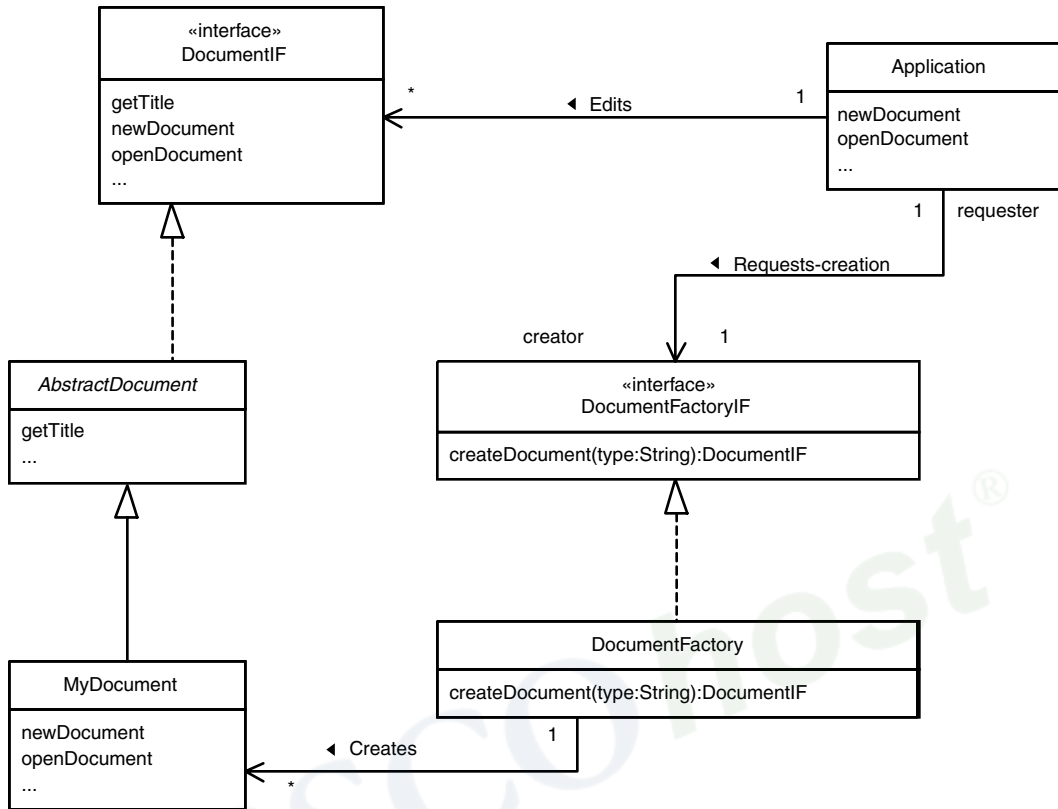 «interface»
DocumentIF
getTitle
newDocument
openDocument
...
Application
newDocument
openDocument
...
* ◄ Edits 1
1 requester
◄ Requests-creation
creator 1
AbstractDocument
getTitle
...
«interface»
DocumentFactoryIF
createDocument(type:String):DocumentIF
MyDocument
newDocument
openDocument
...
DocumentFactory
createDocument(type:String):DocumentIF
1
◄ Creates
*
SCOhost®